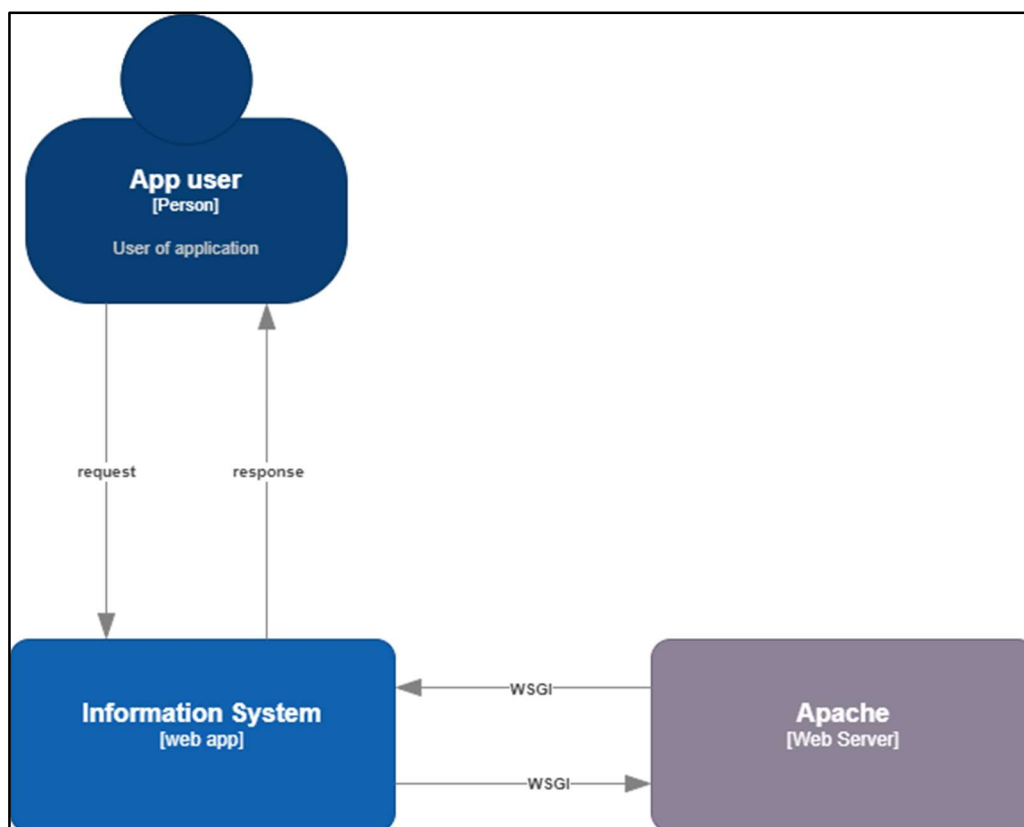 App user
[Person]
User of application
request
response
Information System
[web app]
WSGI
WSGI
Apache
[Web Server]